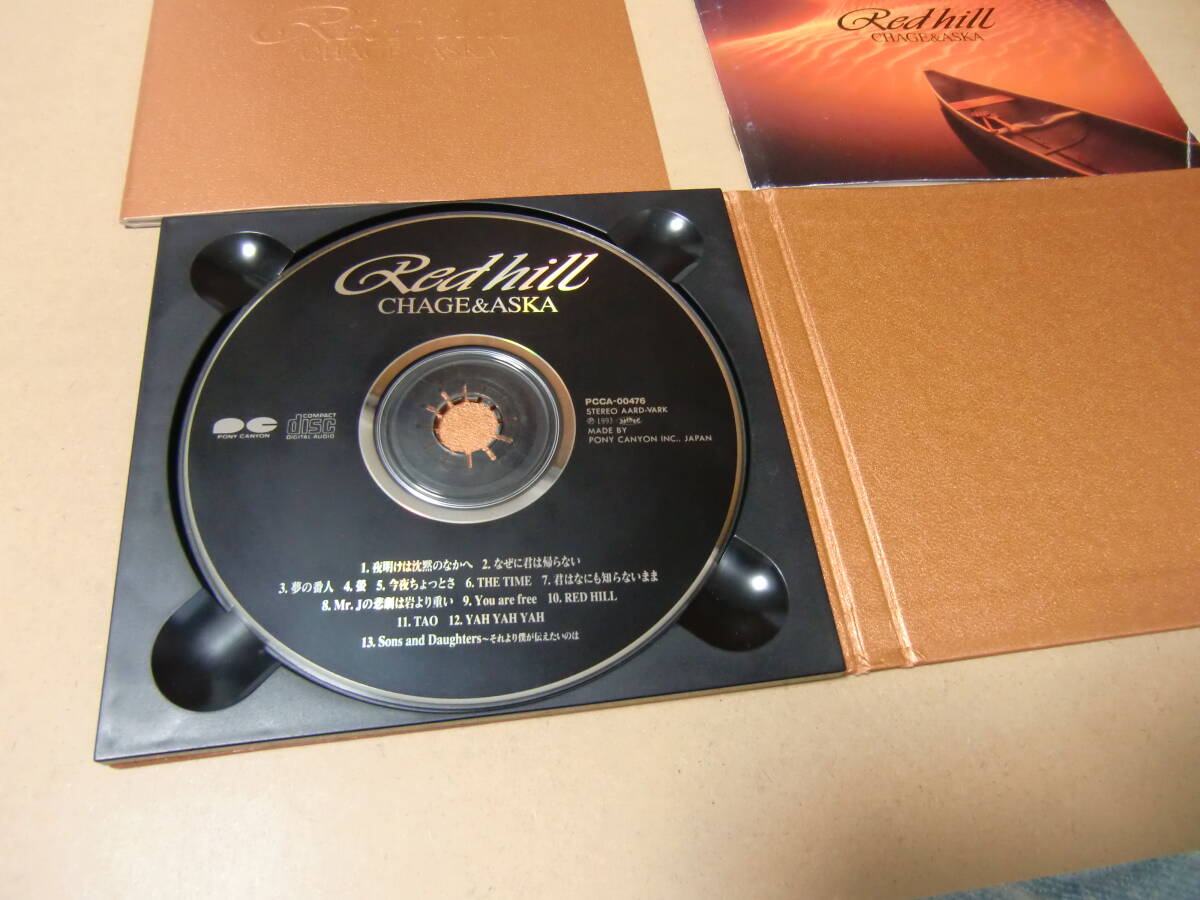 Red hill
CHAGE&ASKA
Red hill
CHAGE&ASKA
Red hill
CHAGE&ASKA
PONY CANYON
COMPACT
disc
DIGITAL AUDIO
PCCA-00476
STEREO AARD-VARK
℗ 1993
MADE BY
PONY CANYON INC., JAPAN
1. 夜明けは沈黙のなかへ 2. なぜに君は帰らない
3. 夢の番人 4. 螢 5. 今夜ちょっとさ 6. THE TIME 7. 君はなにも知らないまま
8. Mr. Jの悲劇は岩より重い 9. You are free 10. RED HILL
11. TAO 12. YAH YAH YAH
13. Sons and Daughters～それより僕が伝えたいのは